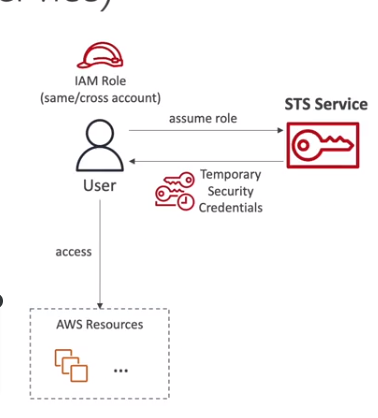 IAM Role
(same/cross account)
STS Service
assume role
User
Temporary
Security
Credentials
access
AWS Resources
...